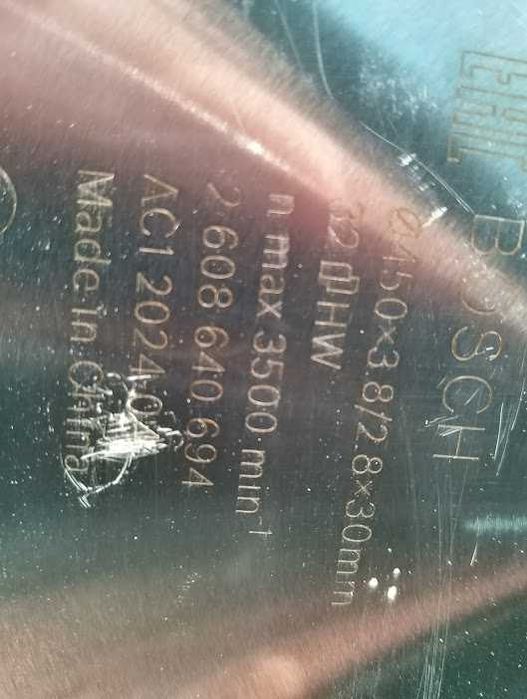 EAC
BOSCH
Ø450×3.8/2.8×30mm
32 HW
n max 3500 min⁻¹
2 608 640 694
AC1 2024
Made in China